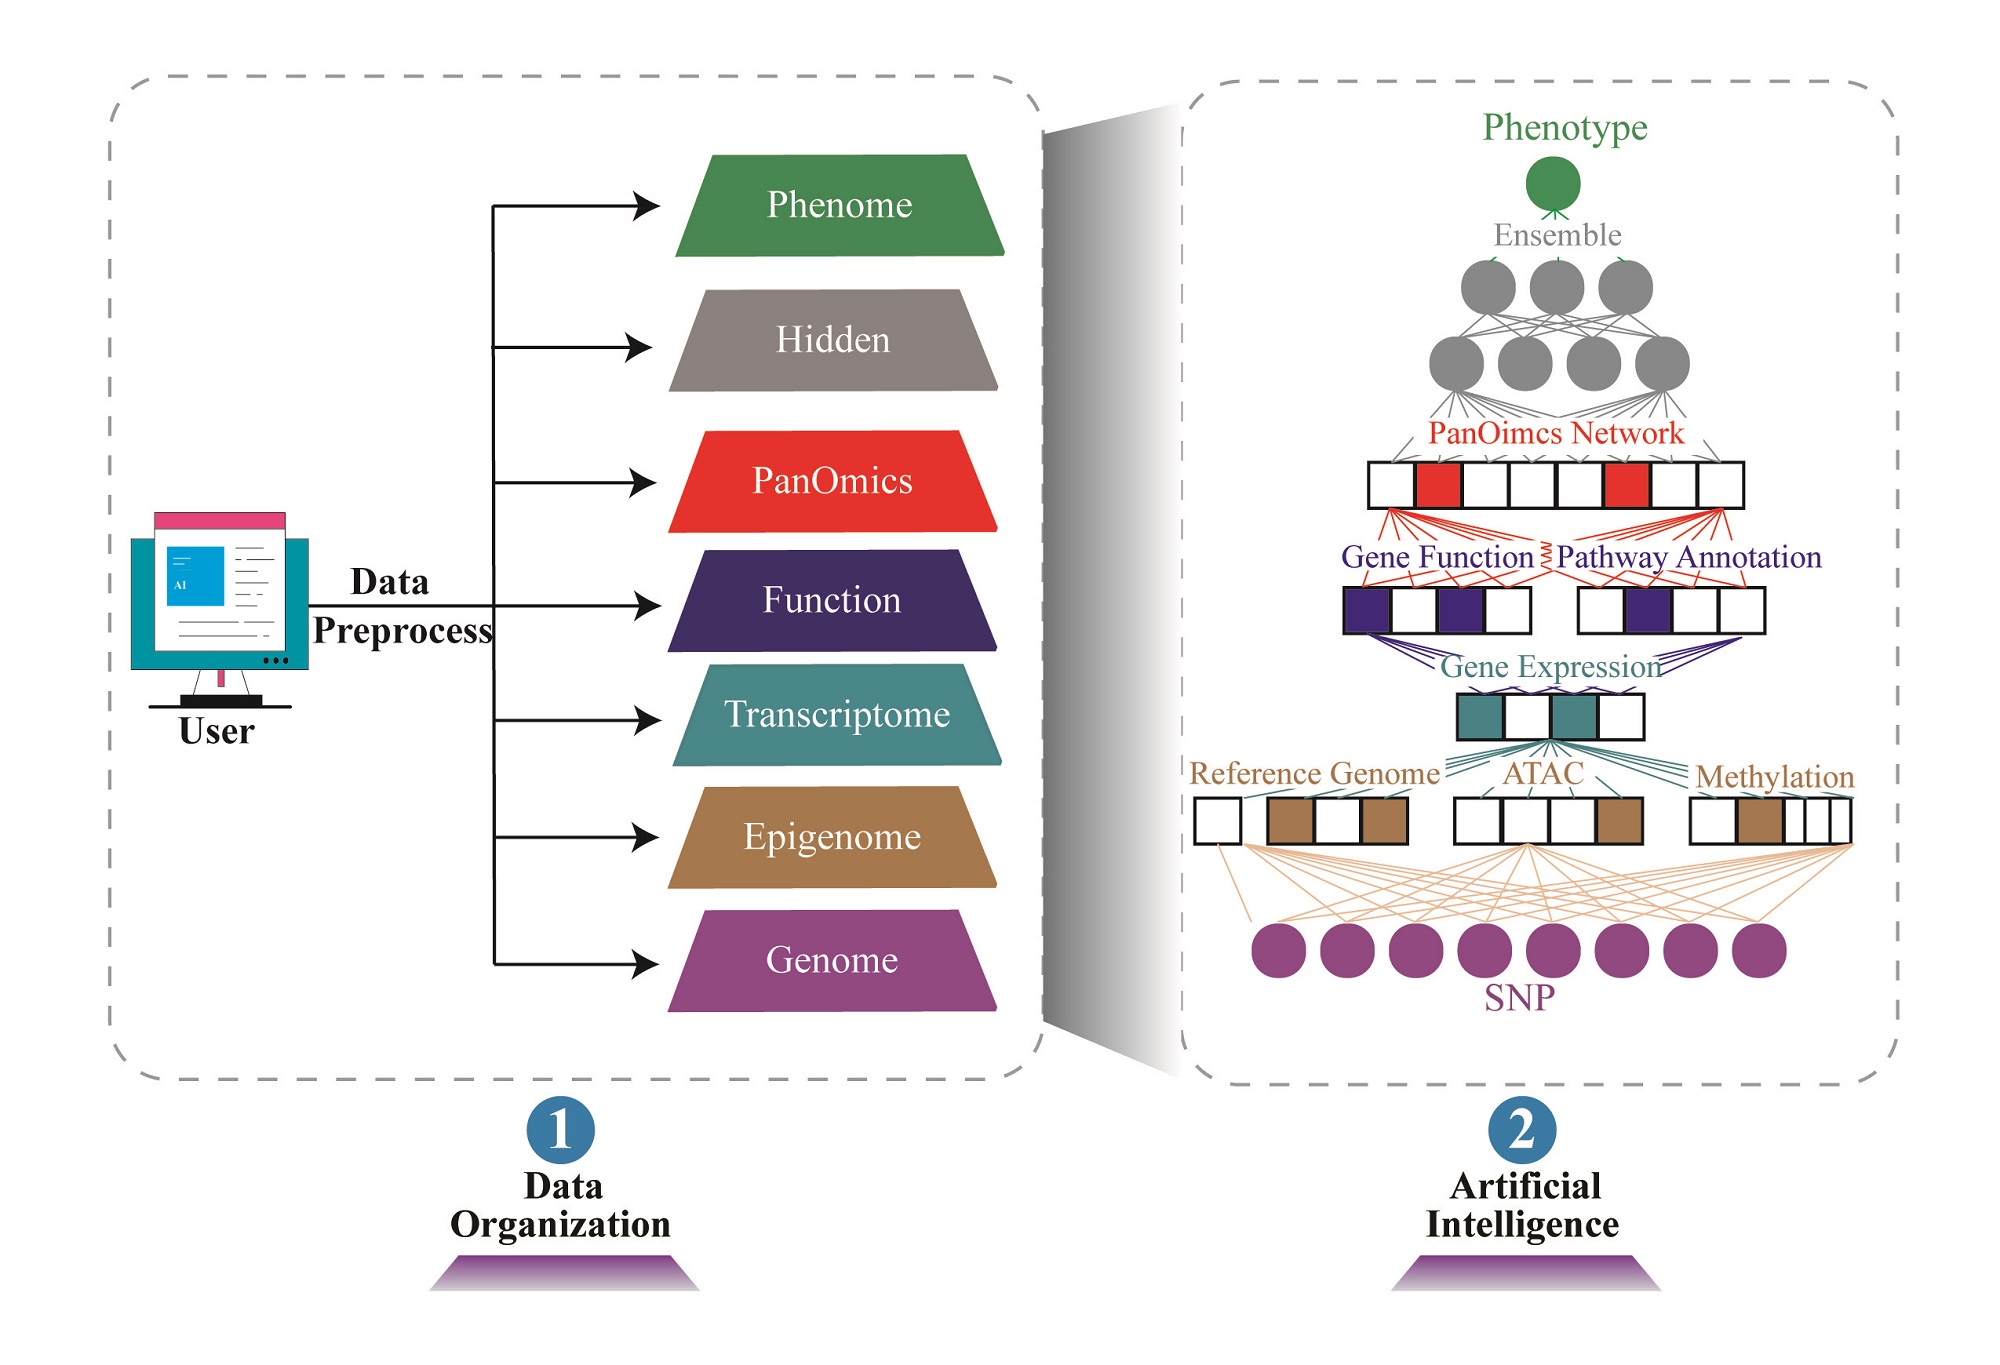 Phenome
Hidden
PanOmics
Function
Transcriptome
Epigenome
Genome
AI
Data
Preprocess
User
1
Data
Organization
Phenotype
Ensemble
PanOimcs Network
Gene Function
Pathway Annotation
Gene Expression
Reference Genome
ATAC
Methylation
SNP
2
Artificial
Intelligence